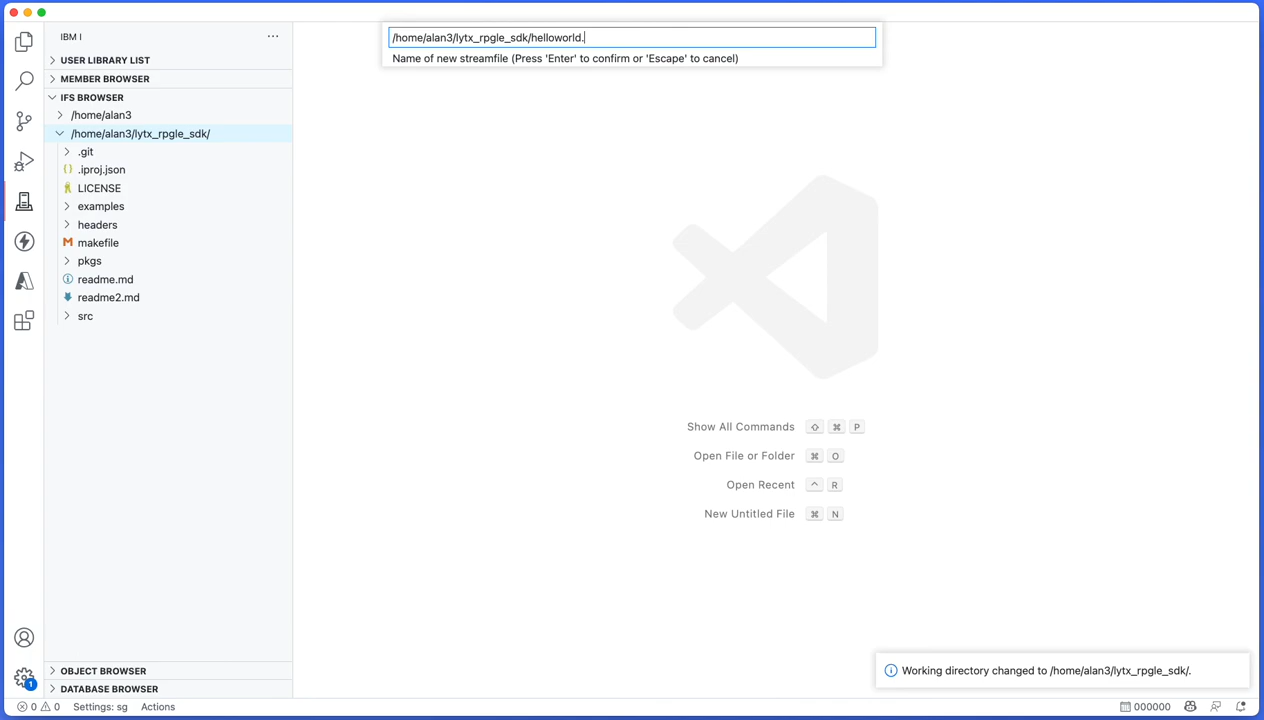 IBM I
/home/alan3/lytx_rpgle_sdk/helloworld.
Name of new streamfile (Press 'Enter' to confirm or 'Escape' to cancel)
USER LIBRARY LIST
MEMBER BROWSER
IFS BROWSER
/home/alan3
/home/alan3/lytx_rpgle_sdk/
.git
.iproj.json
LICENSE
examples
headers
makefile
pkgs
readme.md
readme2.md
src
Show All Commands ⇧ ⌘ P
Open File or Folder ⌘ O
Open Recent ^ R
New Untitled File ⌘ N
OBJECT BROWSER
DATABASE BROWSER
1
Working directory changed to /home/alan3/lytx_rpgle_sdk/.
0 0 Settings: sg Actions 000000